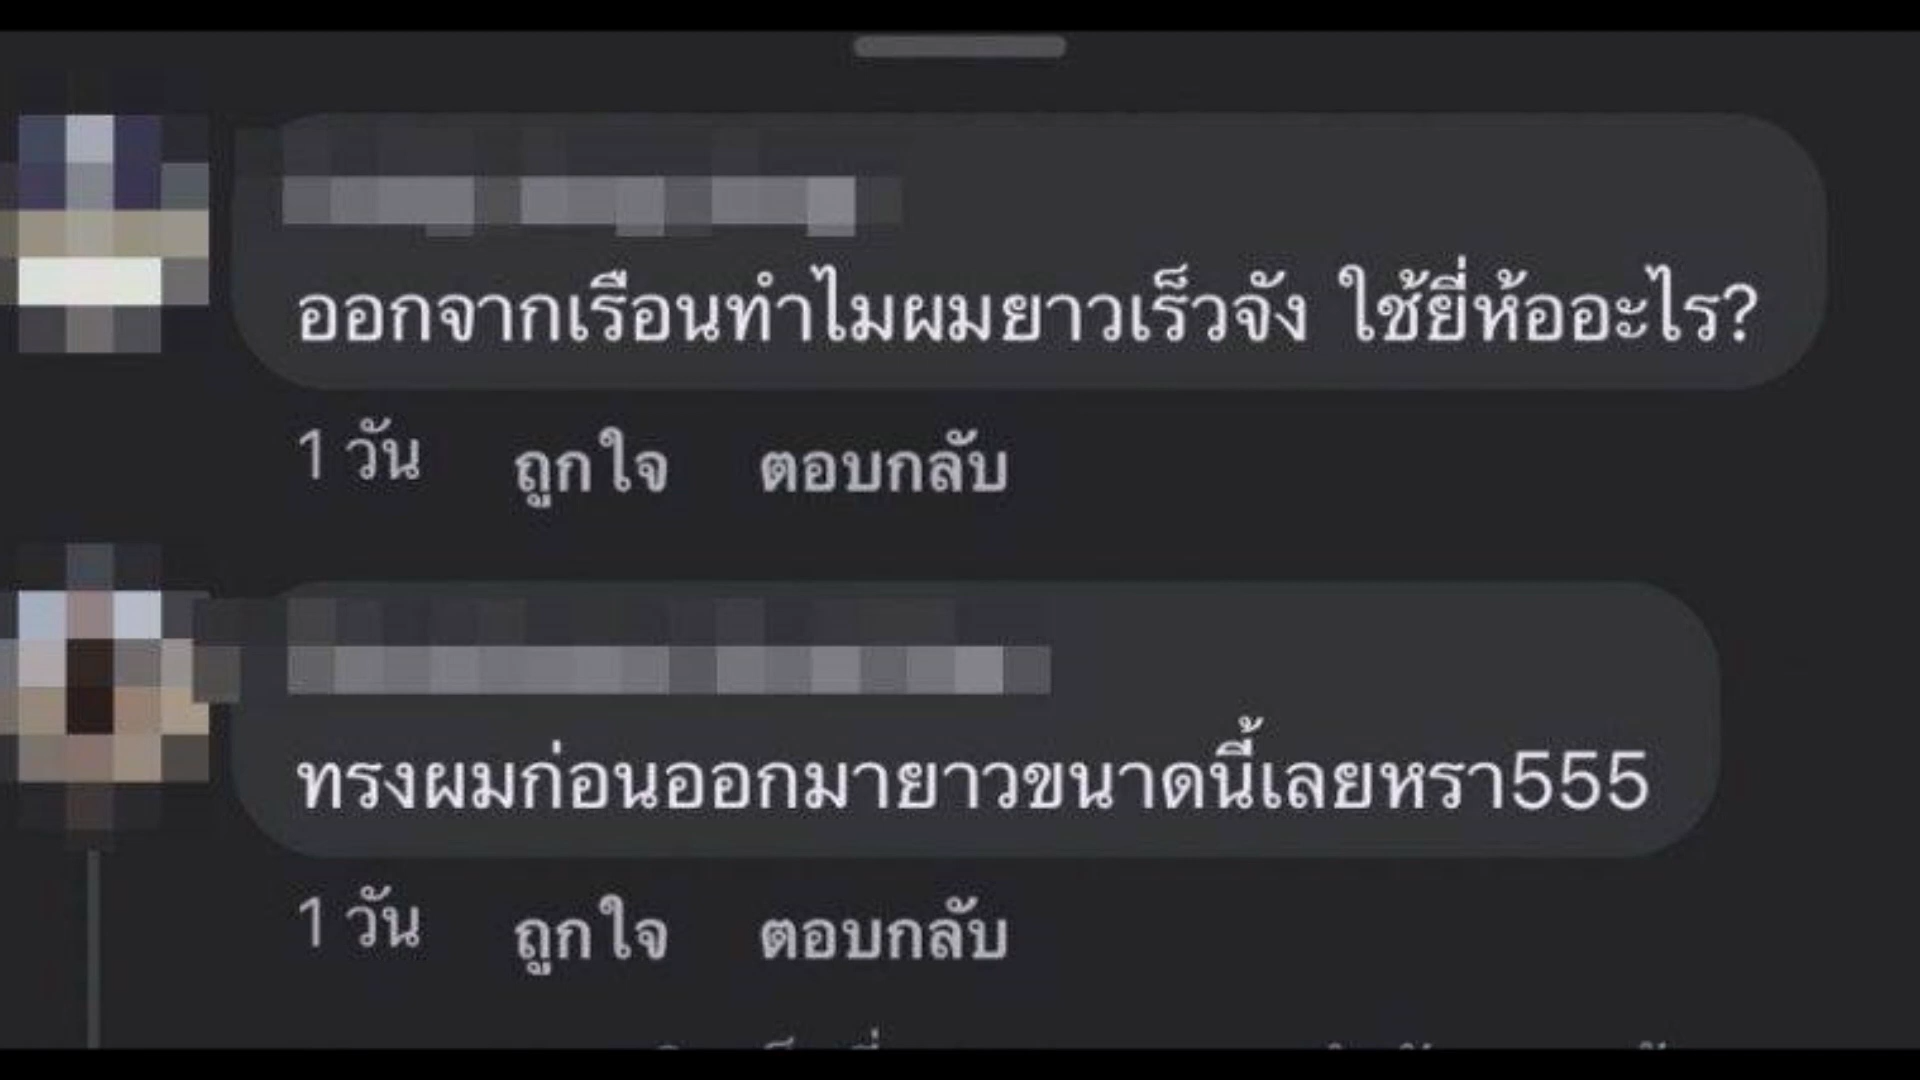 ออกจากเรือนทำไมผมยาวเร็วจัง ใช้ยี่ห้ออะไร?
1 วัน ถูกใจ ตอบกลับ
ทรงผมก่อนออกมายาวขนาดนี้เลยหรา555
1 วัน ถูกใจ ตอบกลับ